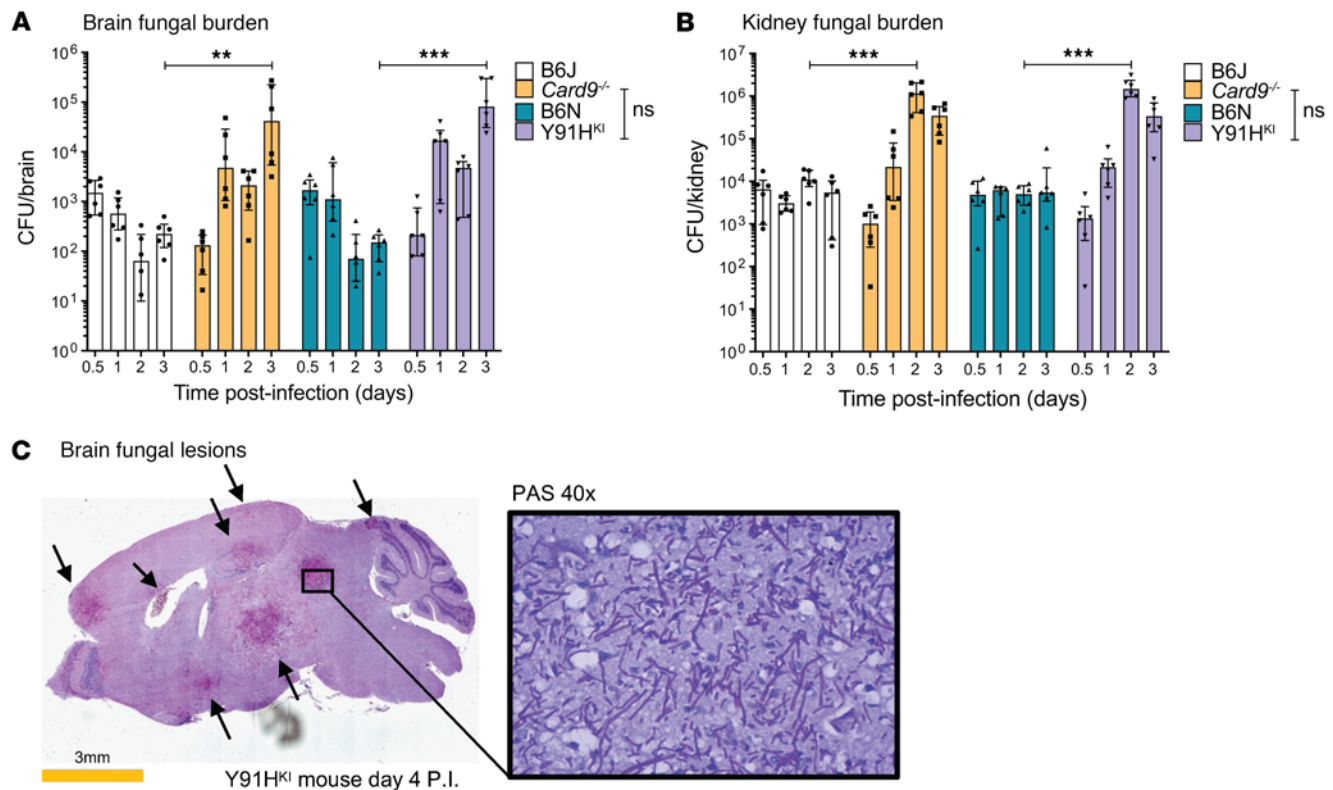 A Brain fungal burden
10⁶
10⁵
10⁴
10³
10²
10¹
10⁰
CFU/brain
** ***
B6J
Card9⁻/⁻
B6N
Y91Hᴷᴵ
ns
0.5 1 2 3 0.5 1 2 3 0.5 1 2 3 0.5 1 2 3
Time post-infection (days)
B Kidney fungal burden
10⁷
10⁶
10⁵
10⁴
10³
10²
10¹
10⁰
CFU/kidney
*** ***
B6J
Card9⁻/⁻
B6N
Y91Hᴷᴵ
ns
0.5 1 2 3 0.5 1 2 3 0.5 1 2 3 0.5 1 2 3
Time post-infection (days)
C Brain fungal lesions
PAS 40x
3mm
Y91Hᴷᴵ mouse day 4 P.I.